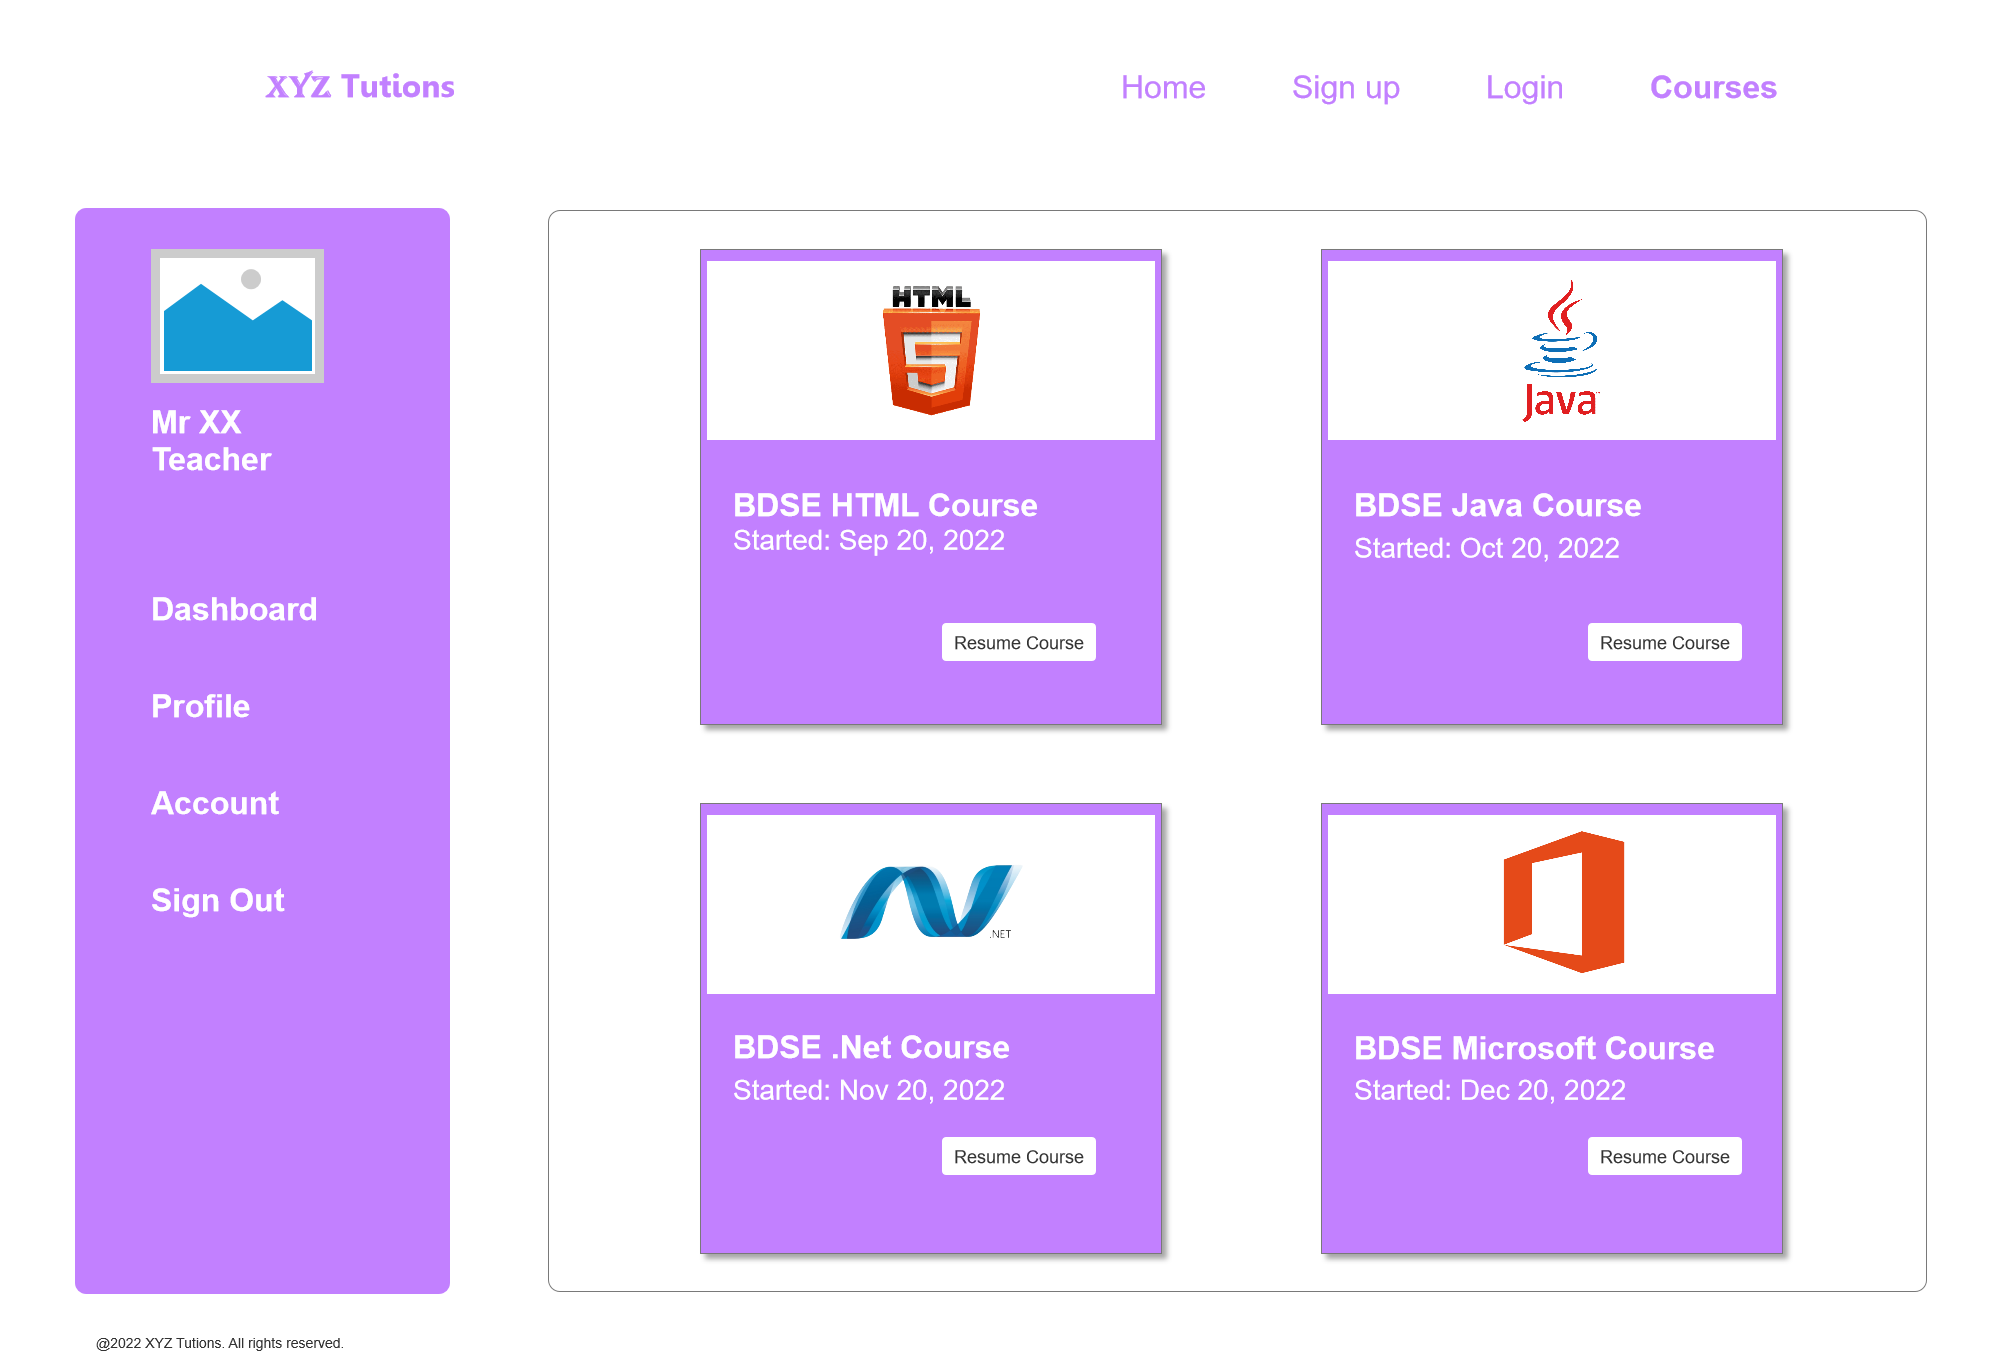 XYZ Tutions
Home
Sign up
Login
Courses
Mr XX
Teacher
Dashboard
Profile
Account
Sign Out
HTML
5
BDSE HTML Course
Started: Sep 20, 2022
Resume Course
Java
BDSE Java Course
Started: Oct 20, 2022
Resume Course
.NET
BDSE .Net Course
Started: Nov 20, 2022
Resume Course
BDSE Microsoft Course
Started: Dec 20, 2022
Resume Course
@2022 XYZ Tutions. All rights reserved.